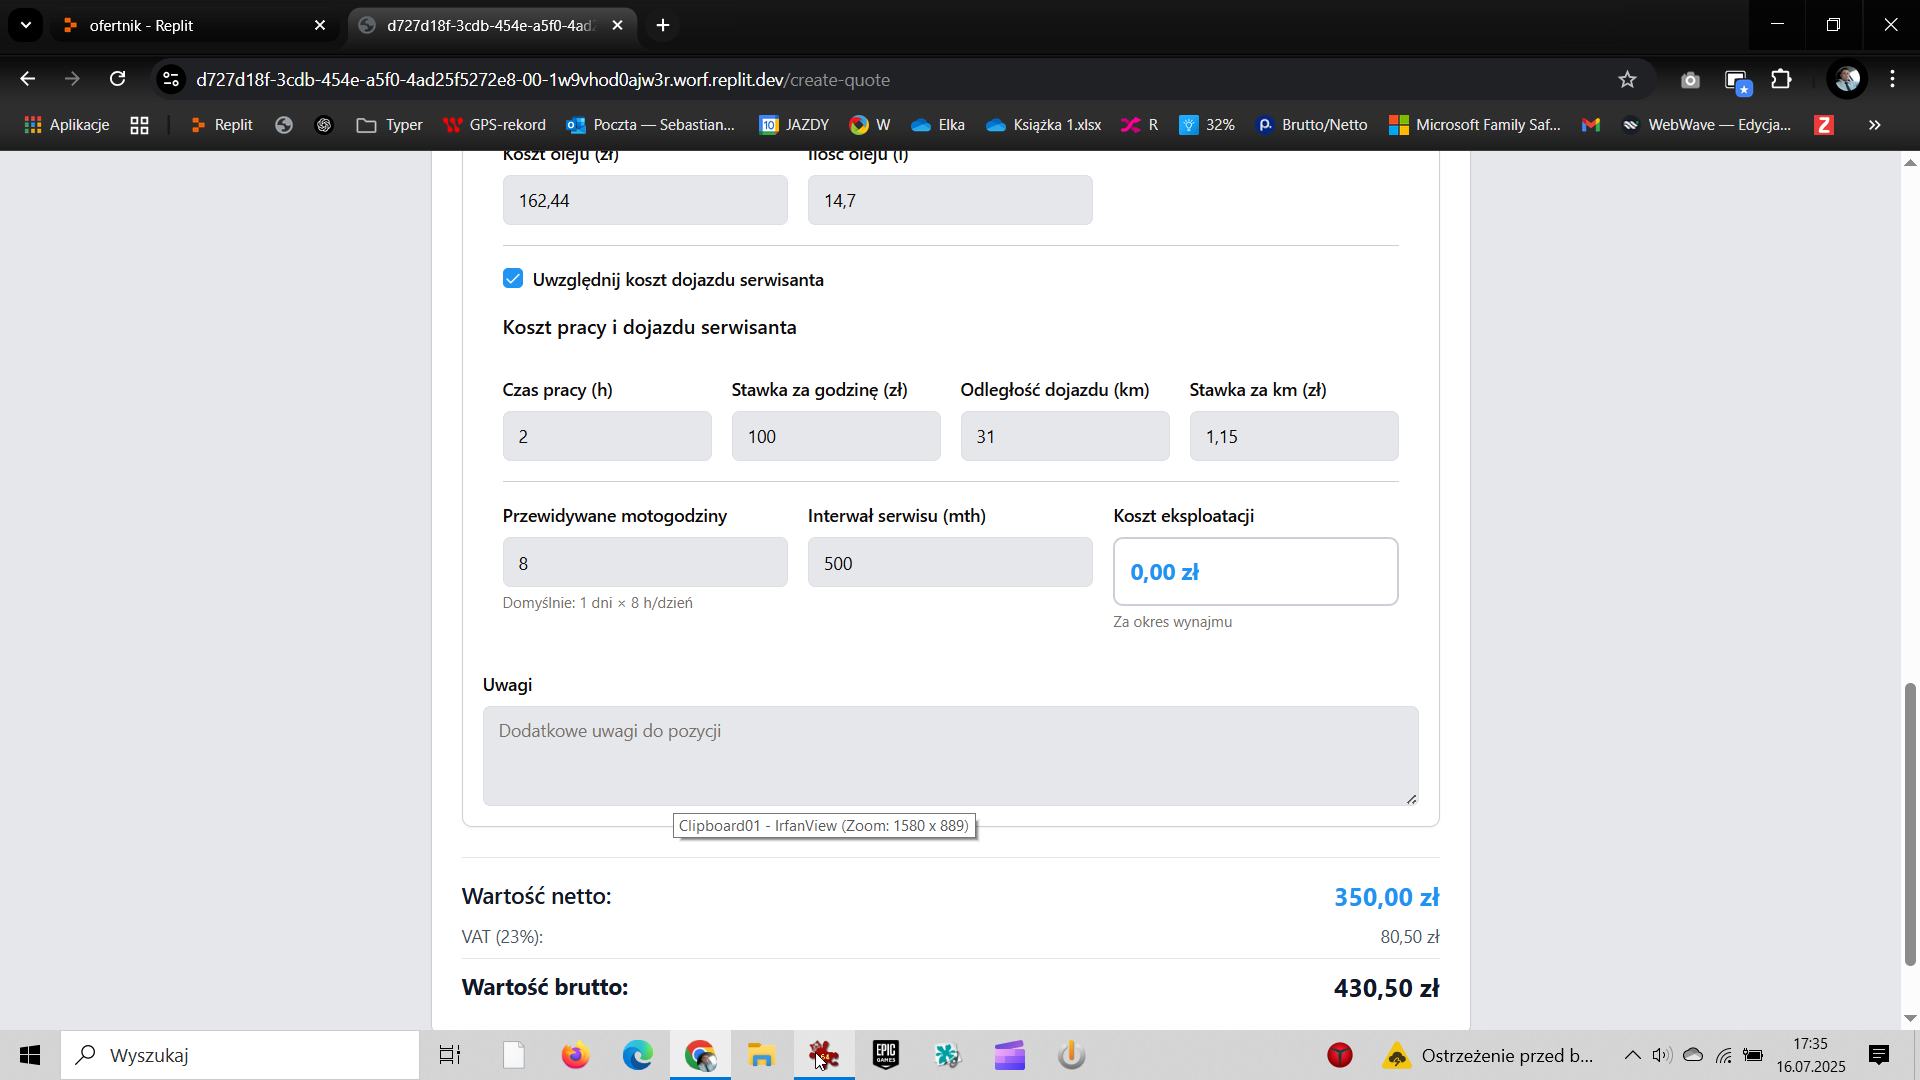 ofertnik - Replit
d727d18f-3cdb-454e-a5f0-4ad2
d727d18f-3cdb-454e-a5f0-4ad25f5272e8-00-1w9vhod0ajw3r.worf.replit.dev/create-quote
Aplikacje
Replit
Typer
GPS-rekord
Poczta — Sebastian...
10 JAZDY
W
Elka
Książka 1.xlsx
R
32%
Brutto/Netto
Microsoft Family Saf...
WebWave — Edycja...
Z
»
Koszt oleju (zł) Ilość oleju (l)
162,44 14,7
Uwzględnij koszt dojazdu serwisanta
Koszt pracy i dojazdu serwisanta
Czas pracy (h) Stawka za godzinę (zł) Odległość dojazdu (km) Stawka za km (zł)
2 100 31 1,15
Przewidywane motogodziny Interwał serwisu (mth) Koszt eksploatacji
8 500 0,00 zł
Domyślnie: 1 dni × 8 h/dzień
Za okres wynajmu
Uwagi
Dodatkowe uwagi do pozycji
Clipboard01 - IrfanView (Zoom: 1580 x 889)
Wartość netto: 350,00 zł
VAT (23%): 80,50 zł
Wartość brutto: 430,50 zł
Wyszukaj
EPIC GAMES
Ostrzeżenie przed b...
17:35
16.07.2025